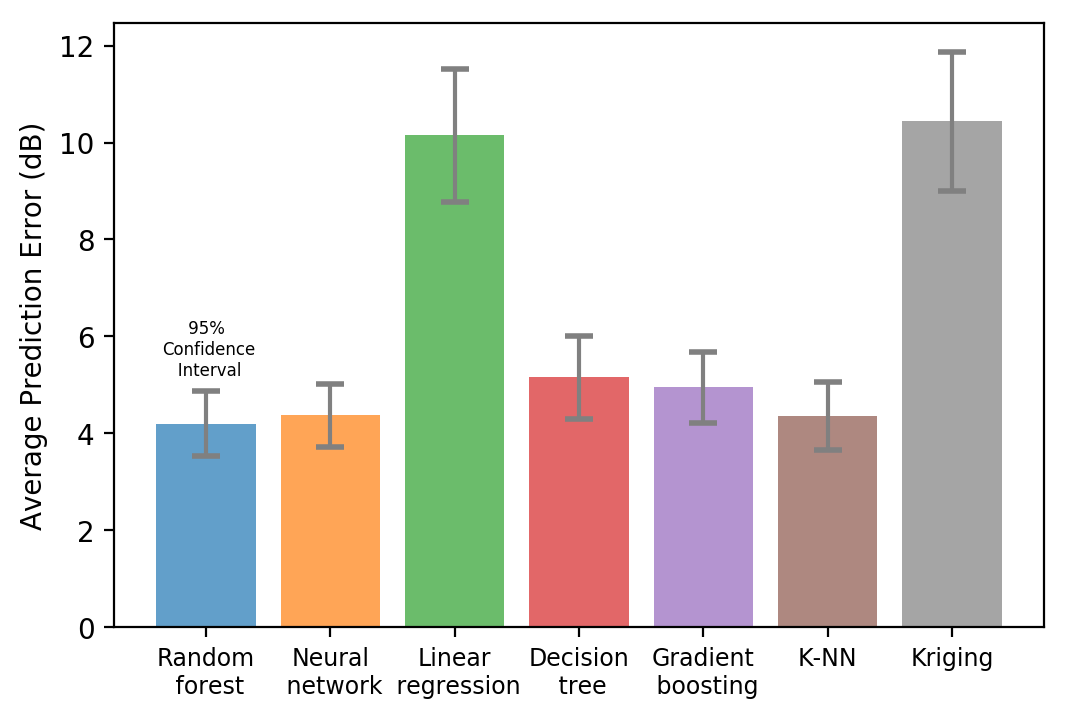 12
10
8
6
4
2
0
Average Prediction Error (dB)
95%
Confidence
Interval
Random
forest
Neural
network
Linear
regression
Decision
tree
Gradient
boosting
K-NN
Kriging